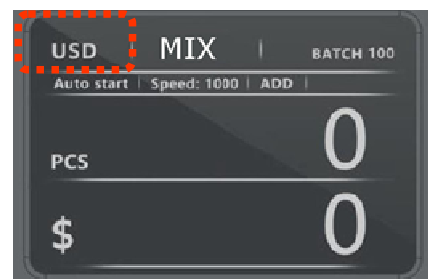 USD | MIX | BATCH 100
Auto start | Speed: 1000 | ADD |
PCS 0
$ 0